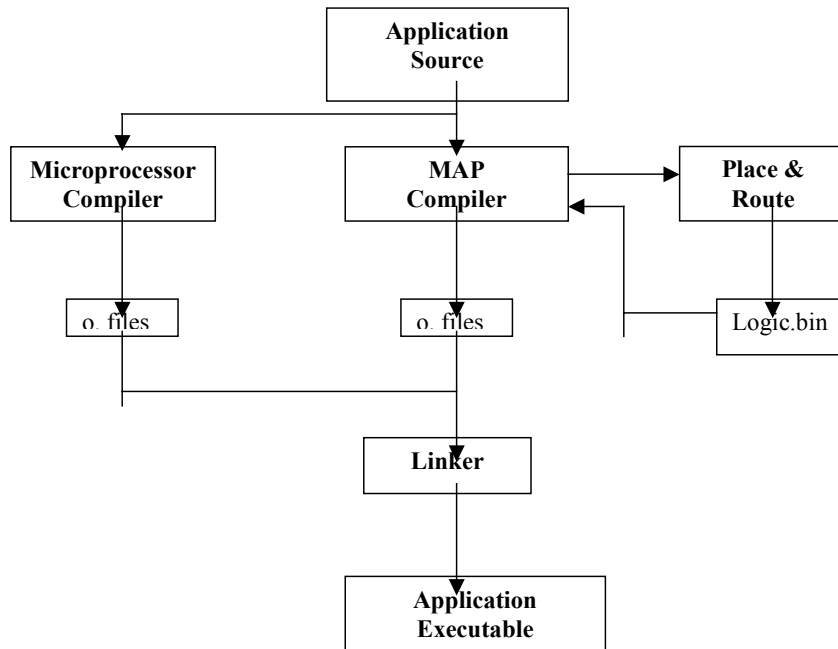 Application
Source
Microprocessor
Compiler
MAP
Compiler
Place &
Route
o. files
o. files
Logic.bin
Linker
Application
Executable